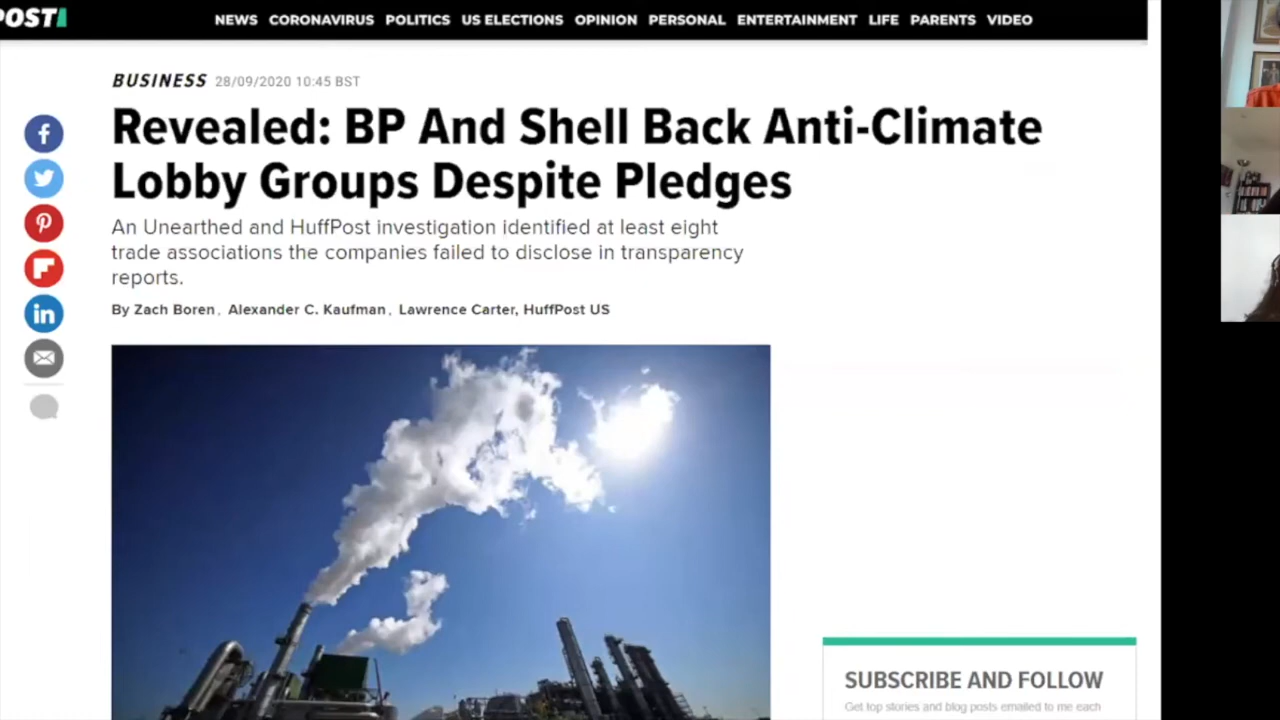 POST
NEWS CORONAVIRUS POLITICS US ELECTIONS OPINION PERSONAL ENTERTAINMENT LIFE PARENTS VIDEO
BUSINESS 28/09/2020 10:45 BST
Revealed: BP And Shell Back Anti-Climate
Lobby Groups Despite Pledges
An Unearthed and HuffPost investigation identified at least eight
trade associations the companies failed to disclose in transparency
reports.
By Zach Boren, Alexander C. Kaufman, Lawrence Carter, HuffPost US
SUBSCRIBE AND FOLLOW
Get top stories and blog posts emailed to me each